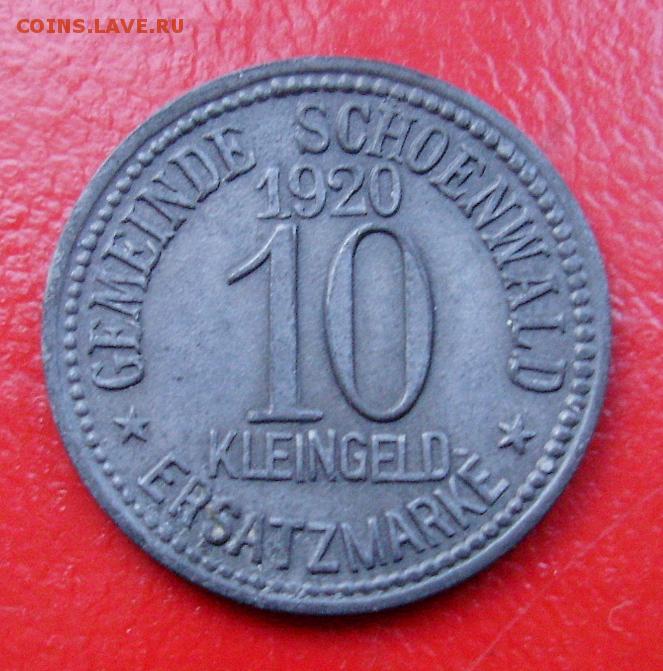 COINS.LAVE.RU
GEMEINDE SCHOENWALD
1920
10
KLEINGELD-
ERSATZMARKE